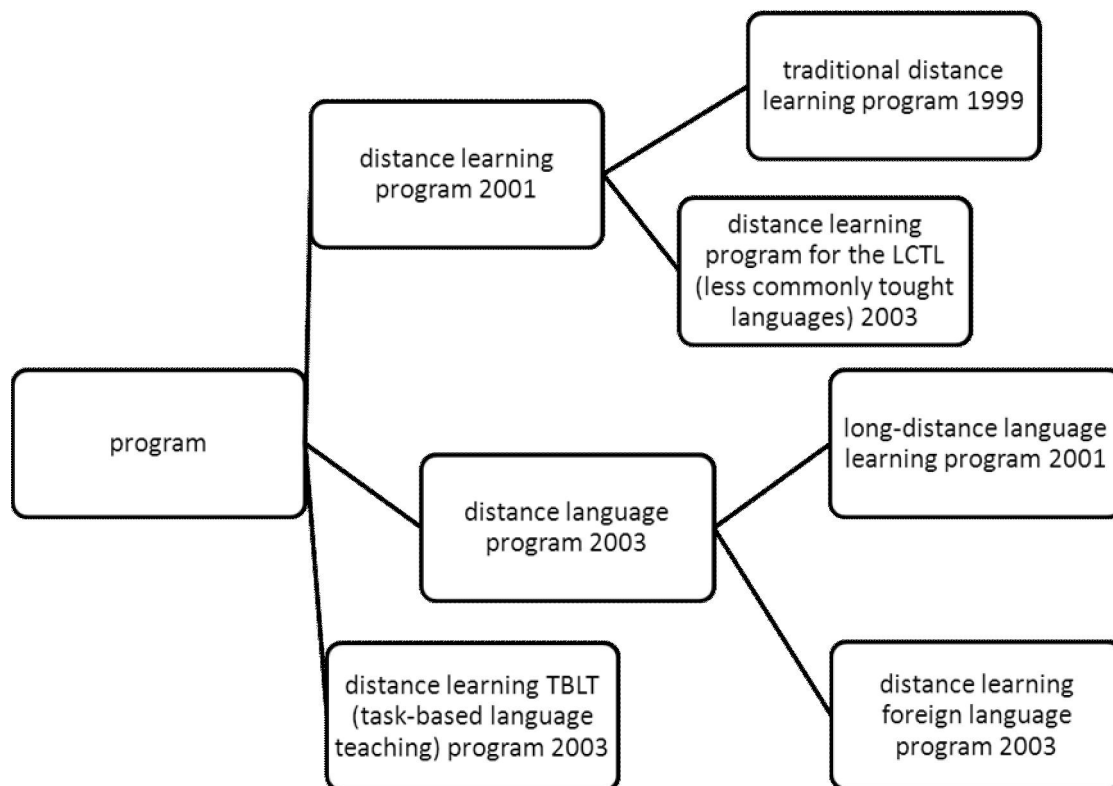 traditional distance
learning program 1999
distance learning
program 2001
distance learning
program for the LCTL
(less commonly tought
languages) 2003
program
long-distance language
learning program 2001
distance language
program 2003
distance learning TBLT
(task-based language
teaching) program 2003
distance learning
foreign language
program 2003